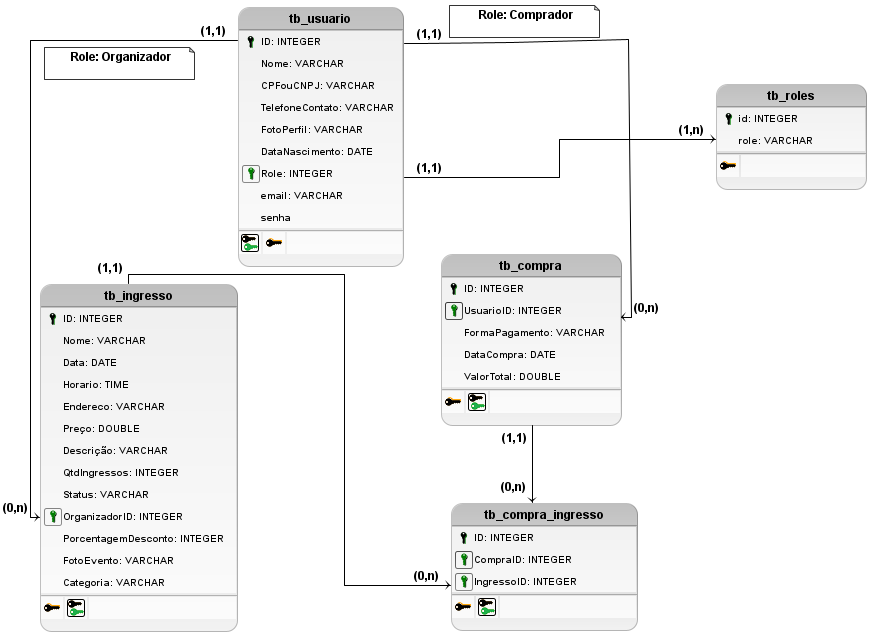 tb_usuario
ID: INTEGER
Nome: VARCHAR
CPFouCNPJ: VARCHAR
TelefoneContato: VARCHAR
FotoPerfil: VARCHAR
DataNascimento: DATE
Role: INTEGER
email: VARCHAR
senha
(1,1)
Role: Organizador
(1,1)
Role: Comprador
(1,1)
(1,n)
tb_roles
id: INTEGER
role: VARCHAR
(1,1)
tb_ingresso
ID: INTEGER
Nome: VARCHAR
Data: DATE
Horario: TIME
Endereco: VARCHAR
Preço: DOUBLE
Descrição: VARCHAR
QtdIngressos: INTEGER
Status: VARCHAR
OrganizadorID: INTEGER
PorcentagemDesconto: INTEGER
FotoEvento: VARCHAR
Categoria: VARCHAR
(0,n)
tb_compra
ID: INTEGER
UsuarioID: INTEGER
FormaPagamento: VARCHAR
DataCompra: DATE
ValorTotal: DOUBLE
(0,n)
(1,1)
(0,n)
tb_compra_ingresso
ID: INTEGER
CompraID: INTEGER
IngressoID: INTEGER
(0,n)